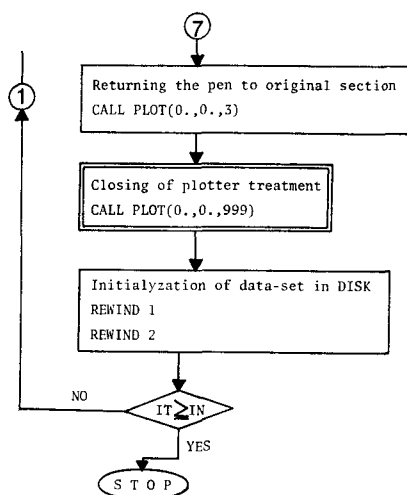 7
1
Returning the pen to original section
CALL PLOT(0.,0.,3)
Closing of plotter treatment
CALL PLOT(0.,0.,999)
Initialyzation of data-set in DISK
REWIND 1
REWIND 2
NO
IT≧IN
YES
S T O P